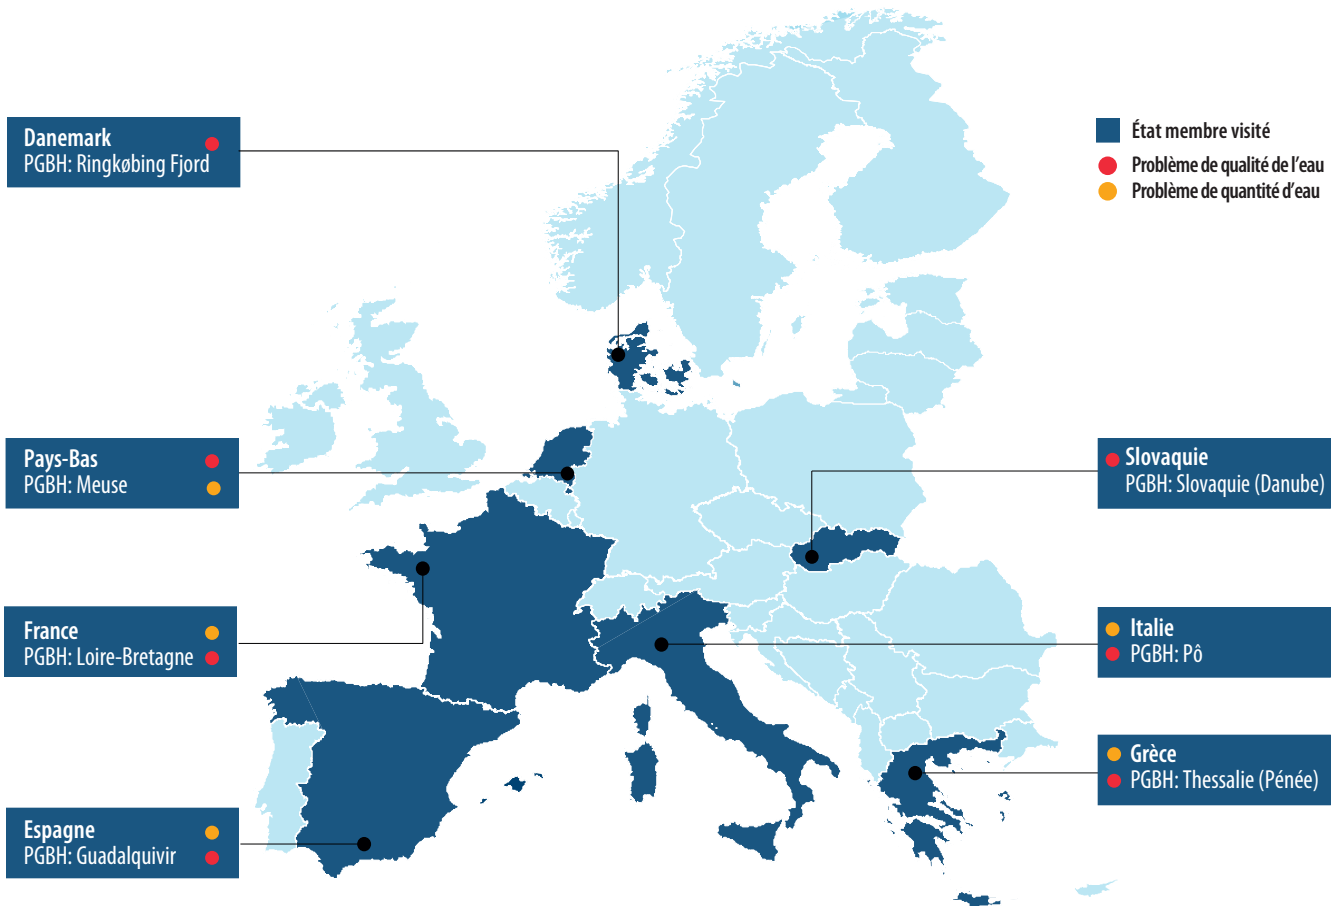 Danemark
PGBH: Ringkøbing Fjord
État membre visité
Problème de qualité de l'eau
Problème de quantité d'eau
Pays-Bas
PGBH: Meuse
Slovaquie
PGBH: Slovaquie (Danube)
France
PGBH: Loire-Bretagne
Italie
PGBH: Pô
Grèce
PGBH: Thessalie (Pénée)
Espagne
PGBH: Guadalquivir